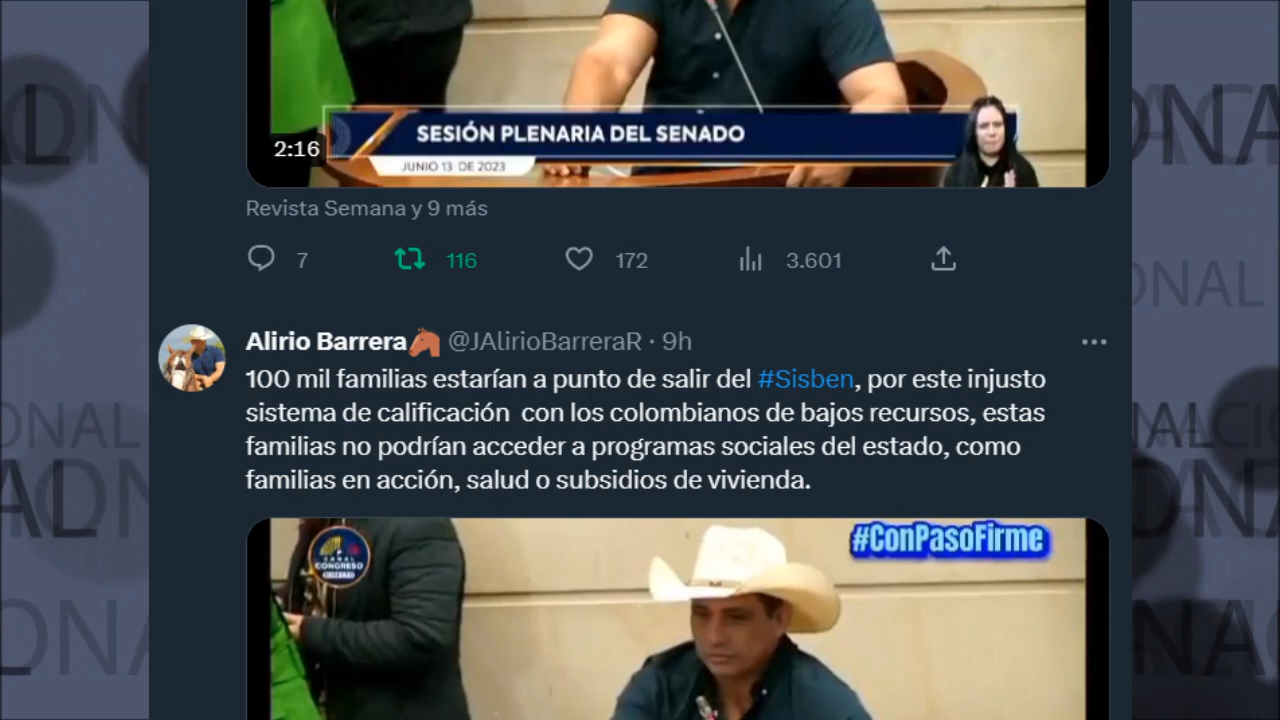 SESIÓN PLENARIA DEL SENADO
2:16
JUNIO 13 DE 2023
Revista Semana y 9 más
7 116 172 3.601
Alirio Barrera @JAlirioBarreraR · 9h
100 mil familias estarían a punto de salir del #Sisben, por este injusto
sistema de calificación con los colombianos de bajos recursos, estas
familias no podrían acceder a programas sociales del estado, como
familias en acción, salud o subsidios de vivienda.
#ConPasoFirme
CANAL
CONGRESO